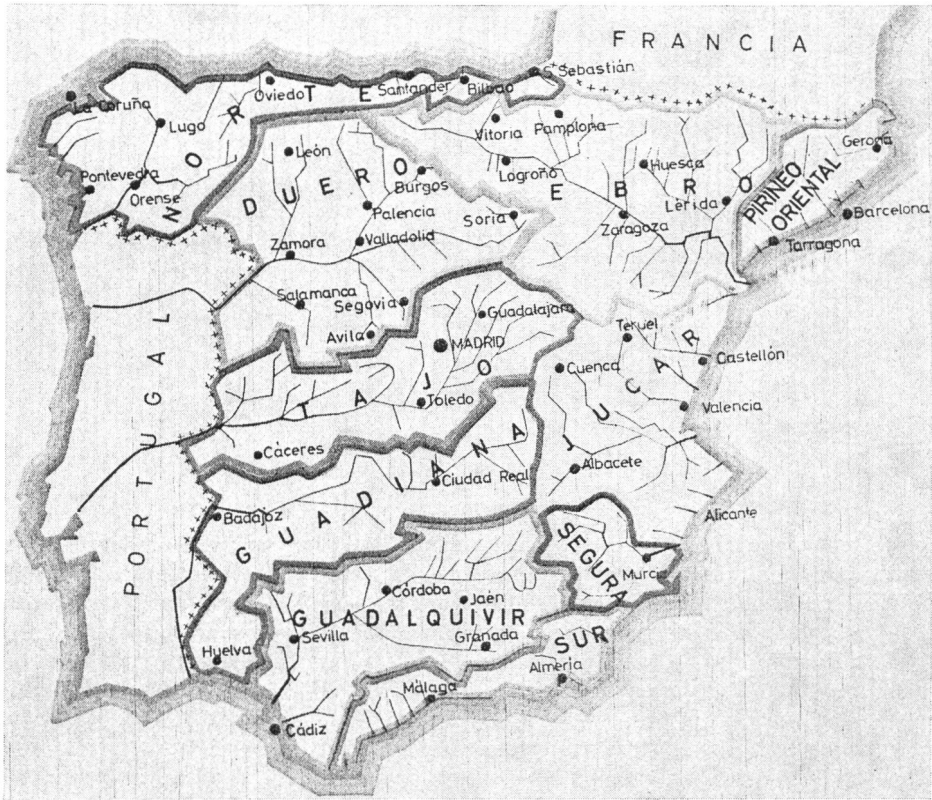 FRANCIA
S. Sebastián
Santander
Bilbao
Oviedo
La Coruña
Lugo
NORTE
Vitoria
Pamplona
Gerona
León
Pontevedra
Orense
Logroño
Huesca
Burgos
DUERO
EBRO
PIRINEO
ORIENTAL
Palencia
Soria
Lérida
Barcelona
Zaragoza
Valladolid
Zamora
Tarragona
Salamanca
Segovia
Guadalajara
Avila
MADRID
Teruel
Castellón
Cuenca
PORTUGAL
TAJO
JUCAR
Toledo
Valencia
Cáceres
Albacete
Ciudad Real
GUADIANA
Badajoz
Alicante
SEGURA
Murcia
Córdoba
Jaén
GUADALQUIVIR
Sevilla
Granada
SUR
Huelva
Almería
Málaga
Cádiz